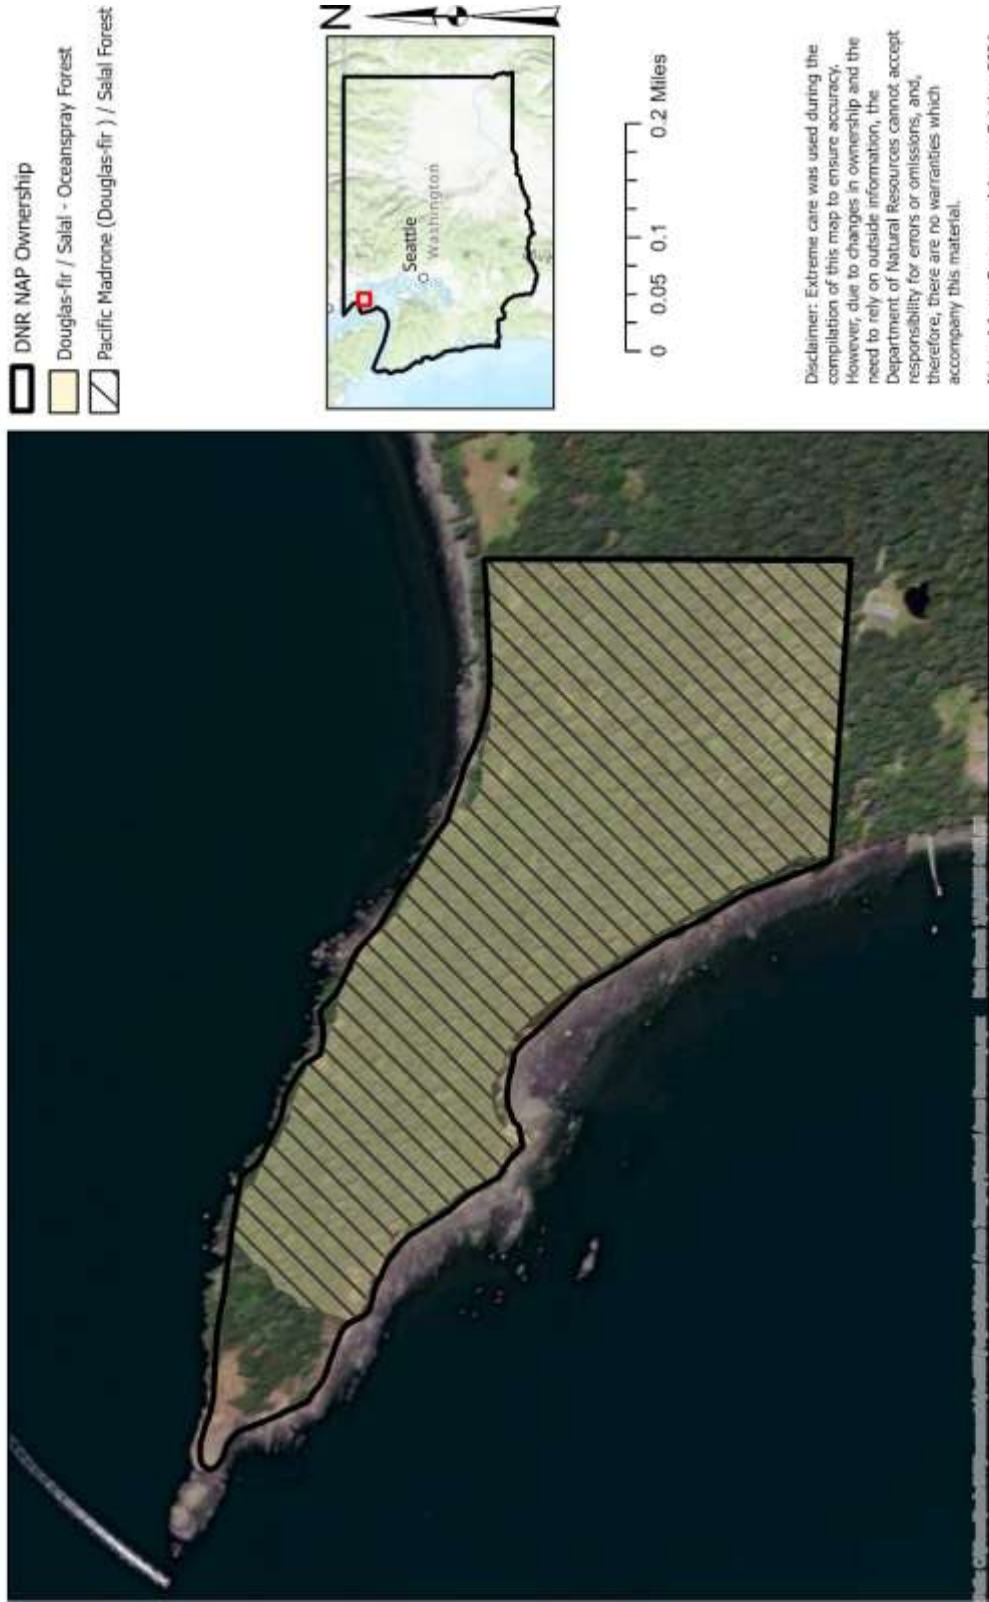 DNR NAP Ownership
Douglas-fir / Salal - Oceanspray Forest
Pacific Madrone (Douglas-fir ) / Salal Forest
N
Seattle
Washington
0 0.05 0.1 0.2 Miles
Disclaimer: Extreme care was used during the
compilation of this map to ensure accuracy.
However, due to changes in ownership and the
need to rely on outside information, the
Department of Natural Resources cannot accept
responsibility for errors or omissions, and,
therefore, there are no warranties which
accompany this material.